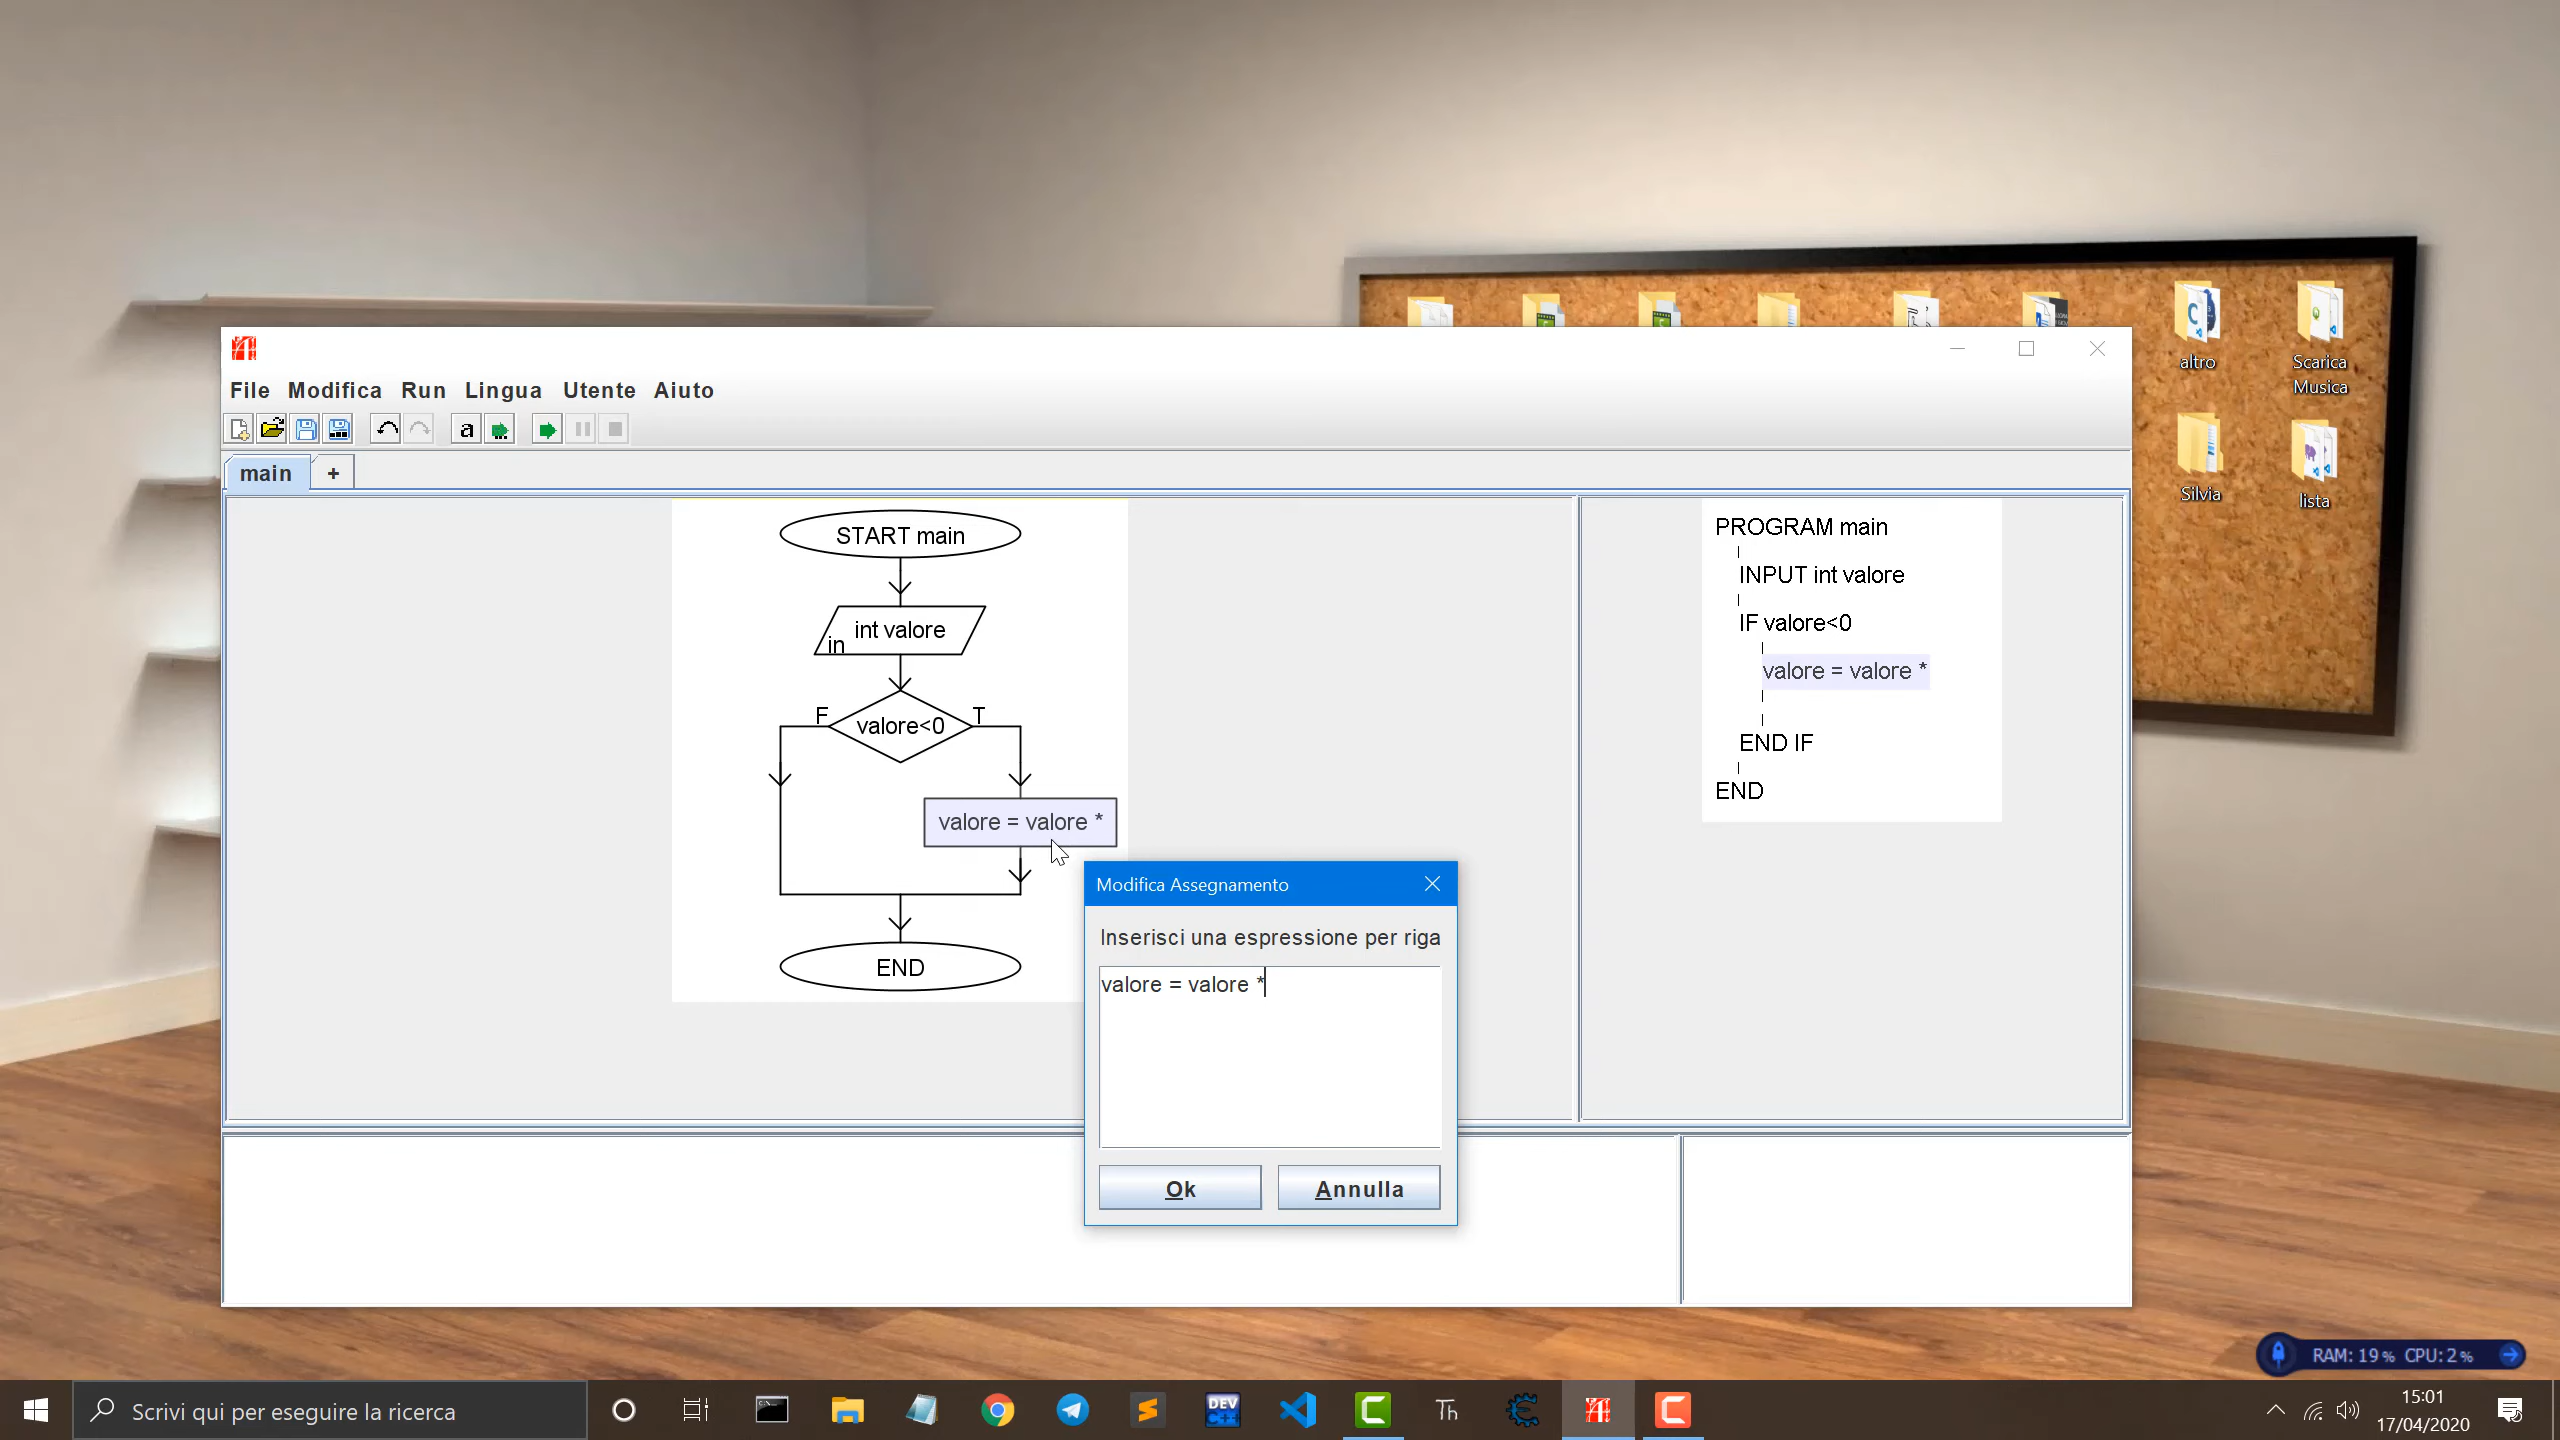 altro
Scarica
Musica
Silvia
lista
File Modifica Run Lingua Utente Aiuto
a
main +
START main
int valore
in
F valore<0 T
valore = valore *
END
PROGRAM main
INPUT int valore
IF valore<0
valore = valore *
END IF
END
Modifica Assegnamento
Inserisci una espressione per riga
valore = valore *
Ok Annulla
RAM: 19% CPU: 2%
Scrivi qui per eseguire la ricerca
DEV
C++
Th
15:01
17/04/2020